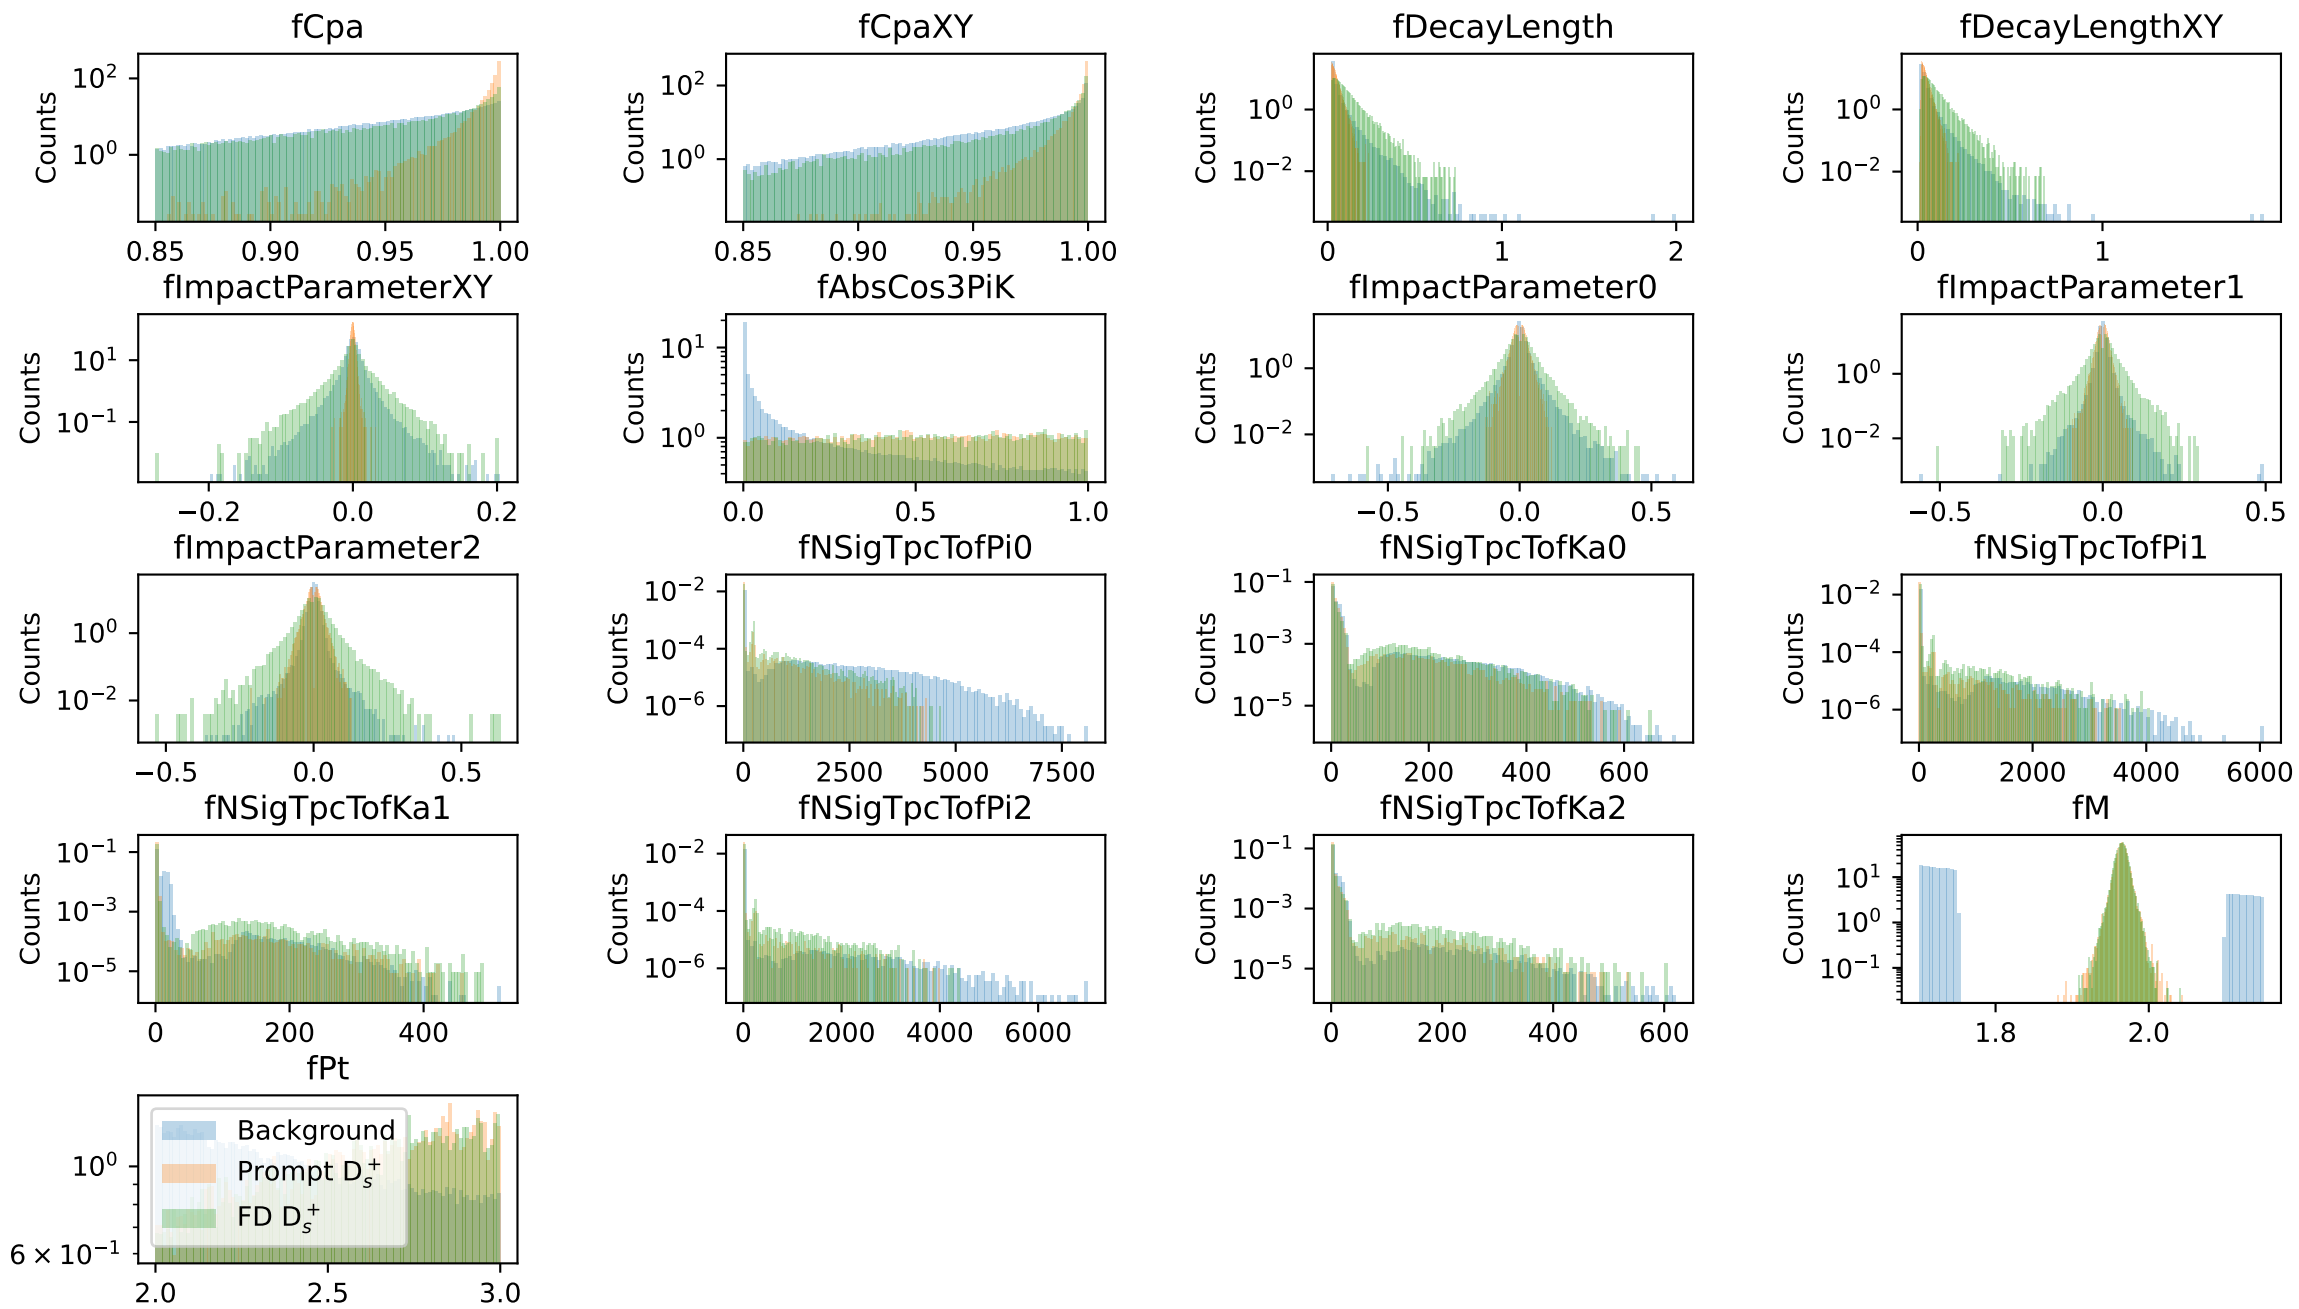 fCpa
fCpaXY
fDecayLength
fDecayLengthXY
Counts
10²
10⁰
0.85 0.90 0.95 1.00
Counts
10²
10⁰
0.85 0.90 0.95 1.00
Counts
10⁰
10⁻²
0 1 2
Counts
10⁰
10⁻²
0 1
fImpactParameterXY
fAbsCos3PiK
fImpactParameter0
fImpactParameter1
Counts
10¹
10⁻¹
−0.2 0.0 0.2
Counts
10¹
10⁰
0.0 0.5 1.0
Counts
10⁰
10⁻²
−0.5 0.0 0.5
Counts
10⁰
10⁻²
−0.5 0.0 0.5
fImpactParameter2
fNSigTpcTofPi0
fNSigTpcTofKa0
fNSigTpcTofPi1
Counts
10⁰
10⁻²
−0.5 0.0 0.5
Counts
10⁻²
10⁻⁴
10⁻⁶
0 2500 5000 7500
Counts
10⁻¹
10⁻³
10⁻⁵
0 200 400 600
Counts
10⁻²
10⁻⁴
10⁻⁶
0 2000 4000 6000
fNSigTpcTofKa1
fNSigTpcTofPi2
fNSigTpcTofKa2
fM
Counts
10⁻¹
10⁻³
10⁻⁵
0 200 400
Counts
10⁻²
10⁻⁴
10⁻⁶
0 2000 4000 6000
Counts
10⁻¹
10⁻³
10⁻⁵
0 200 400 600
Counts
10¹
10⁰
10⁻¹
1.8 2.0
fPt
10⁰
6 × 10⁻¹
Background
Prompt Dₛ⁺
FD Dₛ⁺
2.0 2.5 3.0